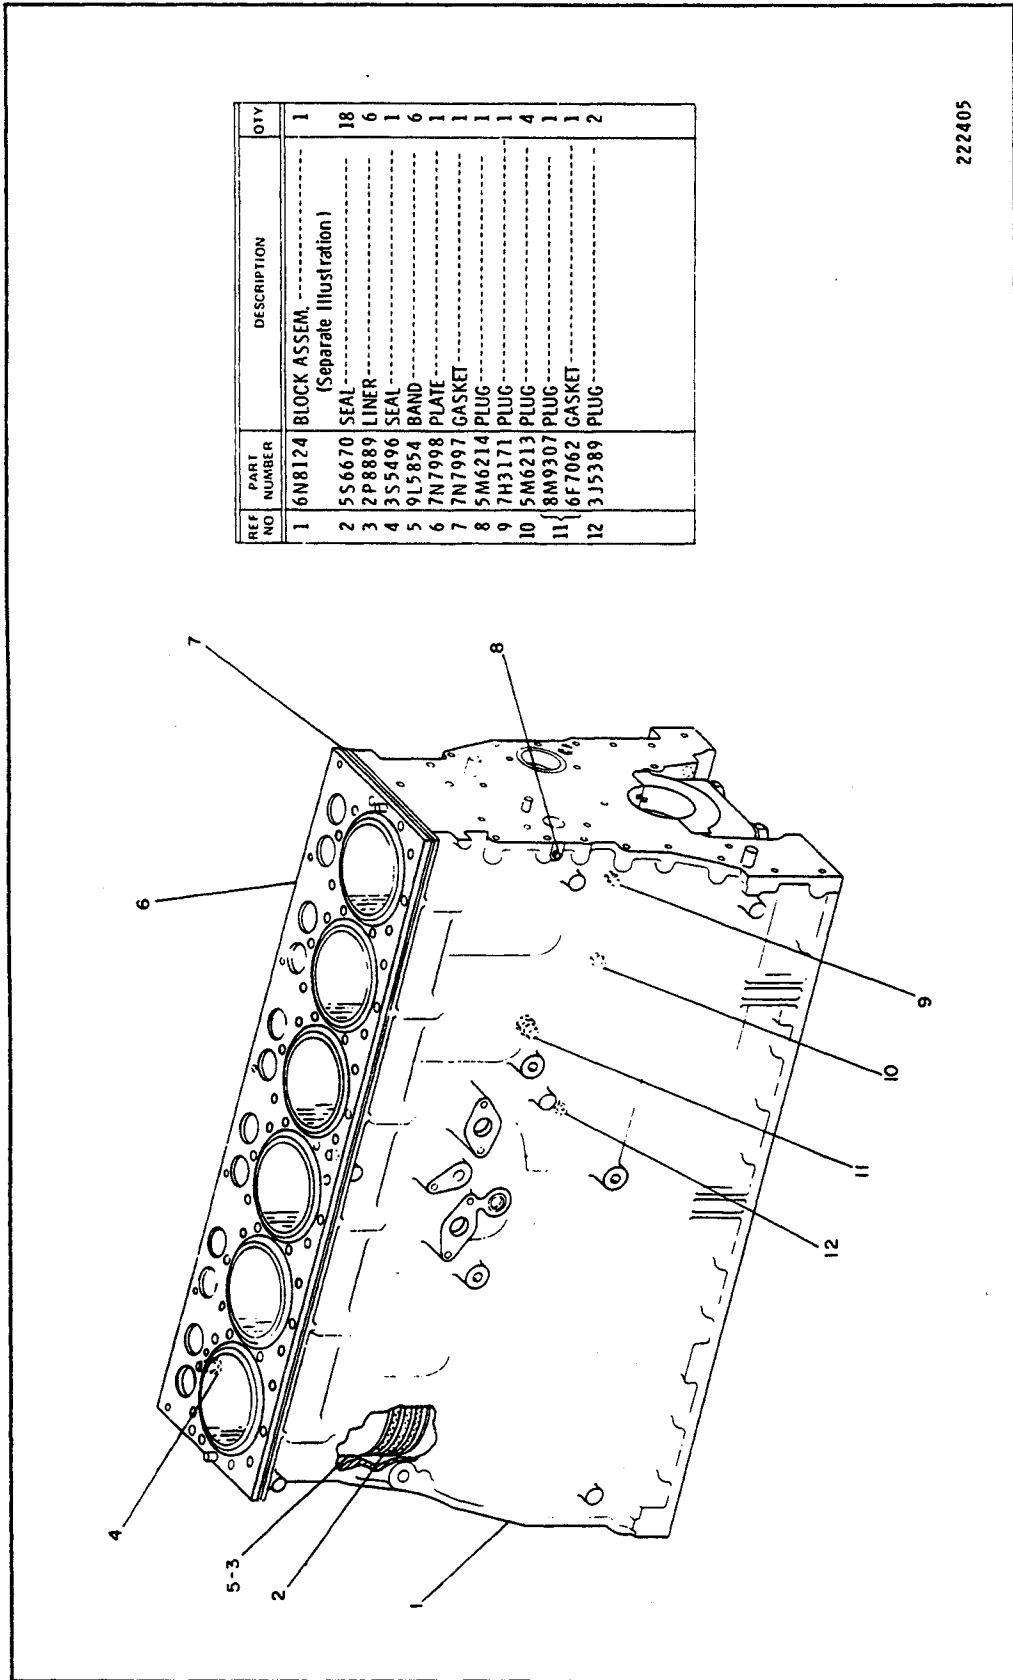 REF NO PART NUMBER DESCRIPTION QTY
1 6N8124 BLOCK ASSEM. ------------------ 1
(Separate Illustration)
2 5S6670 SEAL------------------------------ 18
3 2P8889 LINER----------------------------- 6
4 3S5496 SEAL------------------------------ 1
5 9L5854 BAND------------------------------ 6
6 7N7998 PLATE----------------------------- 1
7 7N7997 GASKET--------------------------- 1
8 5M6214 PLUG------------------------------ 1
9 7H3171 PLUG------------------------------ 1
10 5M6213 PLUG------------------------------ 4
11 { 8M9307 PLUG------------------------------ 1
6F7062 GASKET--------------------------- 1
12 3J5389 PLUG------------------------------ 2
7
6
8
4
5-3
2
1
9
10
11
12
222405